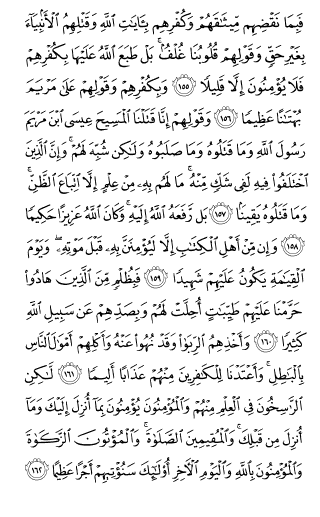 فَبِمَا نَقْضِهِم مِّيثَٰقَهُمْ وَكُفْرِهِم بِـَٔايَٰتِ ٱللَّهِ وَقَتْلِهِمُ ٱلْأَنۢبِيَآءَ
بِغَيْرِ حَقٍّ وَقَوْلِهِمْ قُلُوبُنَا غُلْفٌۢ ۚ بَلْ طَبَعَ ٱللَّهُ عَلَيْهَا بِكُفْرِهِمْ
فَلَا يُؤْمِنُونَ إِلَّا قَلِيلًا ١٥٥ وَبِكُفْرِهِمْ وَقَوْلِهِمْ عَلَىٰ مَرْيَمَ
بُهْتَٰنًا عَظِيمًا ١٥٦ وَقَوْلِهِمْ إِنَّا قَتَلْنَا ٱلْمَسِيحَ عِيسَى ٱبْنَ مَرْيَمَ
رَسُولَ ٱللَّهِ وَمَا قَتَلُوهُ وَمَا صَلَبُوهُ وَلَٰكِن شُبِّهَ لَهُمْ ۚ وَإِنَّ ٱلَّذِينَ
ٱخْتَلَفُوا۟ فِيهِ لَفِى شَكٍّ مِّنْهُ ۚ مَا لَهُم بِهِۦ مِنْ عِلْمٍ إِلَّا ٱتِّبَاعَ ٱلظَّنِّ ۚ
وَمَا قَتَلُوهُ يَقِينًۢا ١٥٧ بَل رَّفَعَهُ ٱللَّهُ إِلَيْهِ ۚ وَكَانَ ٱللَّهُ عَزِيزًا حَكِيمًا
١٥٨ وَإِن مِّنْ أَهْلِ ٱلْكِتَٰبِ إِلَّا لَيُؤْمِنَنَّ بِهِۦ قَبْلَ مَوْتِهِۦ ۖ وَيَوْمَ
ٱلْقِيَٰمَةِ يَكُونُ عَلَيْهِمْ شَهِيدًا ١٥٩ فَبِظُلْمٍ مِّنَ ٱلَّذِينَ هَادُوا۟
حَرَّمْنَا عَلَيْهِمْ طَيِّبَٰتٍ أُحِلَّتْ لَهُمْ وَبِصَدِّهِمْ عَن سَبِيلِ ٱللَّهِ
كَثِيرًا ١٦٠ وَأَخْذِهِمُ ٱلرِّبَوٰا۟ وَقَدْ نُهُوا۟ عَنْهُ وَأَكْلِهِمْ أَمْوَٰلَ ٱلنَّاسِ
بِٱلْبَٰطِلِ ۚ وَأَعْتَدْنَا لِلْكَٰفِرِينَ مِنْهُمْ عَذَابًا أَلِيمًا ١٦١ لَّٰكِنِ
ٱلرَّٰسِخُونَ فِى ٱلْعِلْمِ مِنْهُمْ وَٱلْمُؤْمِنُونَ يُؤْمِنُونَ بِمَآ أُنزِلَ إِلَيْكَ وَمَآ
أُنزِلَ مِن قَبْلِكَ ۚ وَٱلْمُقِيمِينَ ٱلصَّلَوٰةَ ۚ وَٱلْمُؤْتُونَ ٱلزَّكَوٰةَ
وَٱلْمُؤْمِنُونَ بِٱللَّهِ وَٱلْيَوْمِ ٱلْءَاخِرِ أُو۟لَٰٓئِكَ سَنُؤْتِيهِمْ أَجْرًا عَظِيمًا ١٦٢